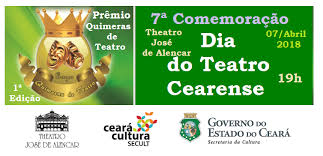 Prêmio
Quimeras
de Teatro
1ª
Edição
7ª Comemoração
Theatro
José
de Alencar
07/Abril
2018
Dia
do Teatro
Cearense
19h
THEATRO
JOSÉ DE ALENCAR
ceará
cultura
SECULT
GOVERNO DO
ESTADO DO CEARÁ
Secretaria da Cultura